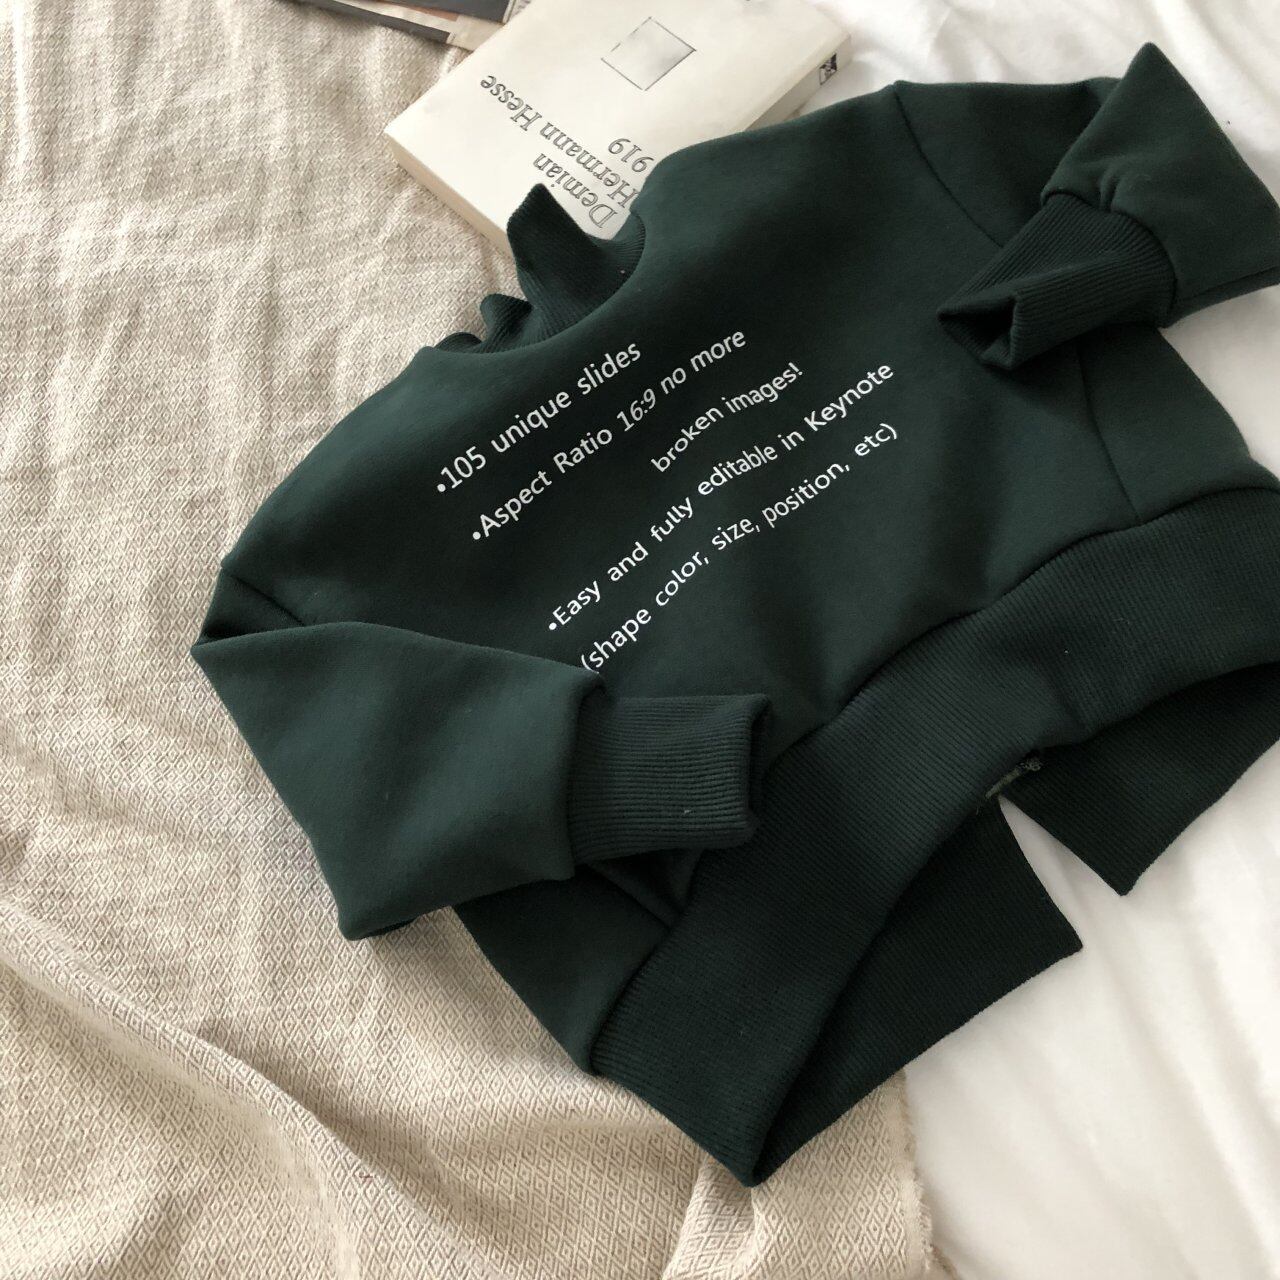 Demian
Hermann Hesse
919
•105 unique slides
•Aspect Ratio 16:9 no more
broken images!
•Easy and fully editable in Keynote
(shape color, size, position, etc)